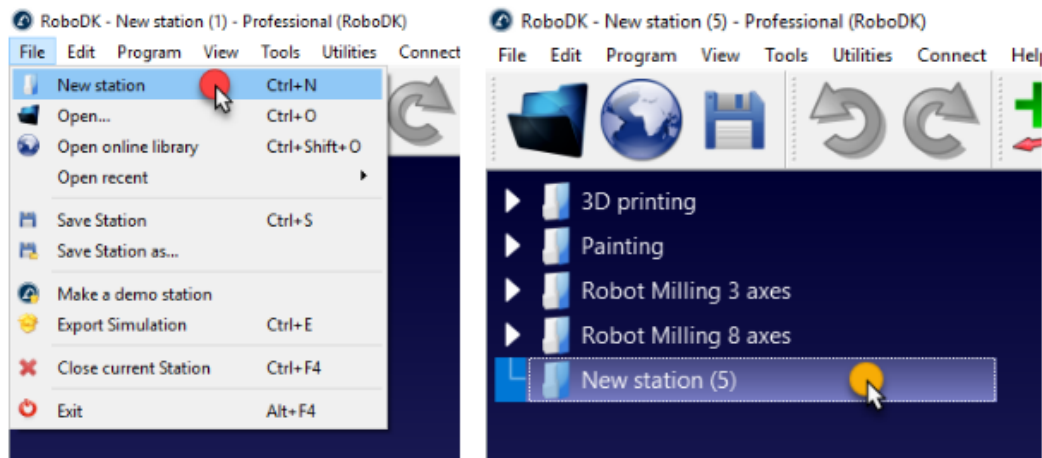 RoboDK - New station (1) - Professional (RoboDK)
File Edit Program View Tools Utilities Connect
New station Ctrl+N
Open... Ctrl+O
Open online library Ctrl+Shift+O
Open recent
Save Station Ctrl+S
Save Station as...
Make a demo station
Export Simulation Ctrl+E
Close current Station Ctrl+F4
Exit Alt+F4
RoboDK - New station (5) - Professional (RoboDK)
File Edit Program View Tools Utilities Connect
3D printing
Painting
Robot Milling 3 axes
Robot Milling 8 axes
New station (5)